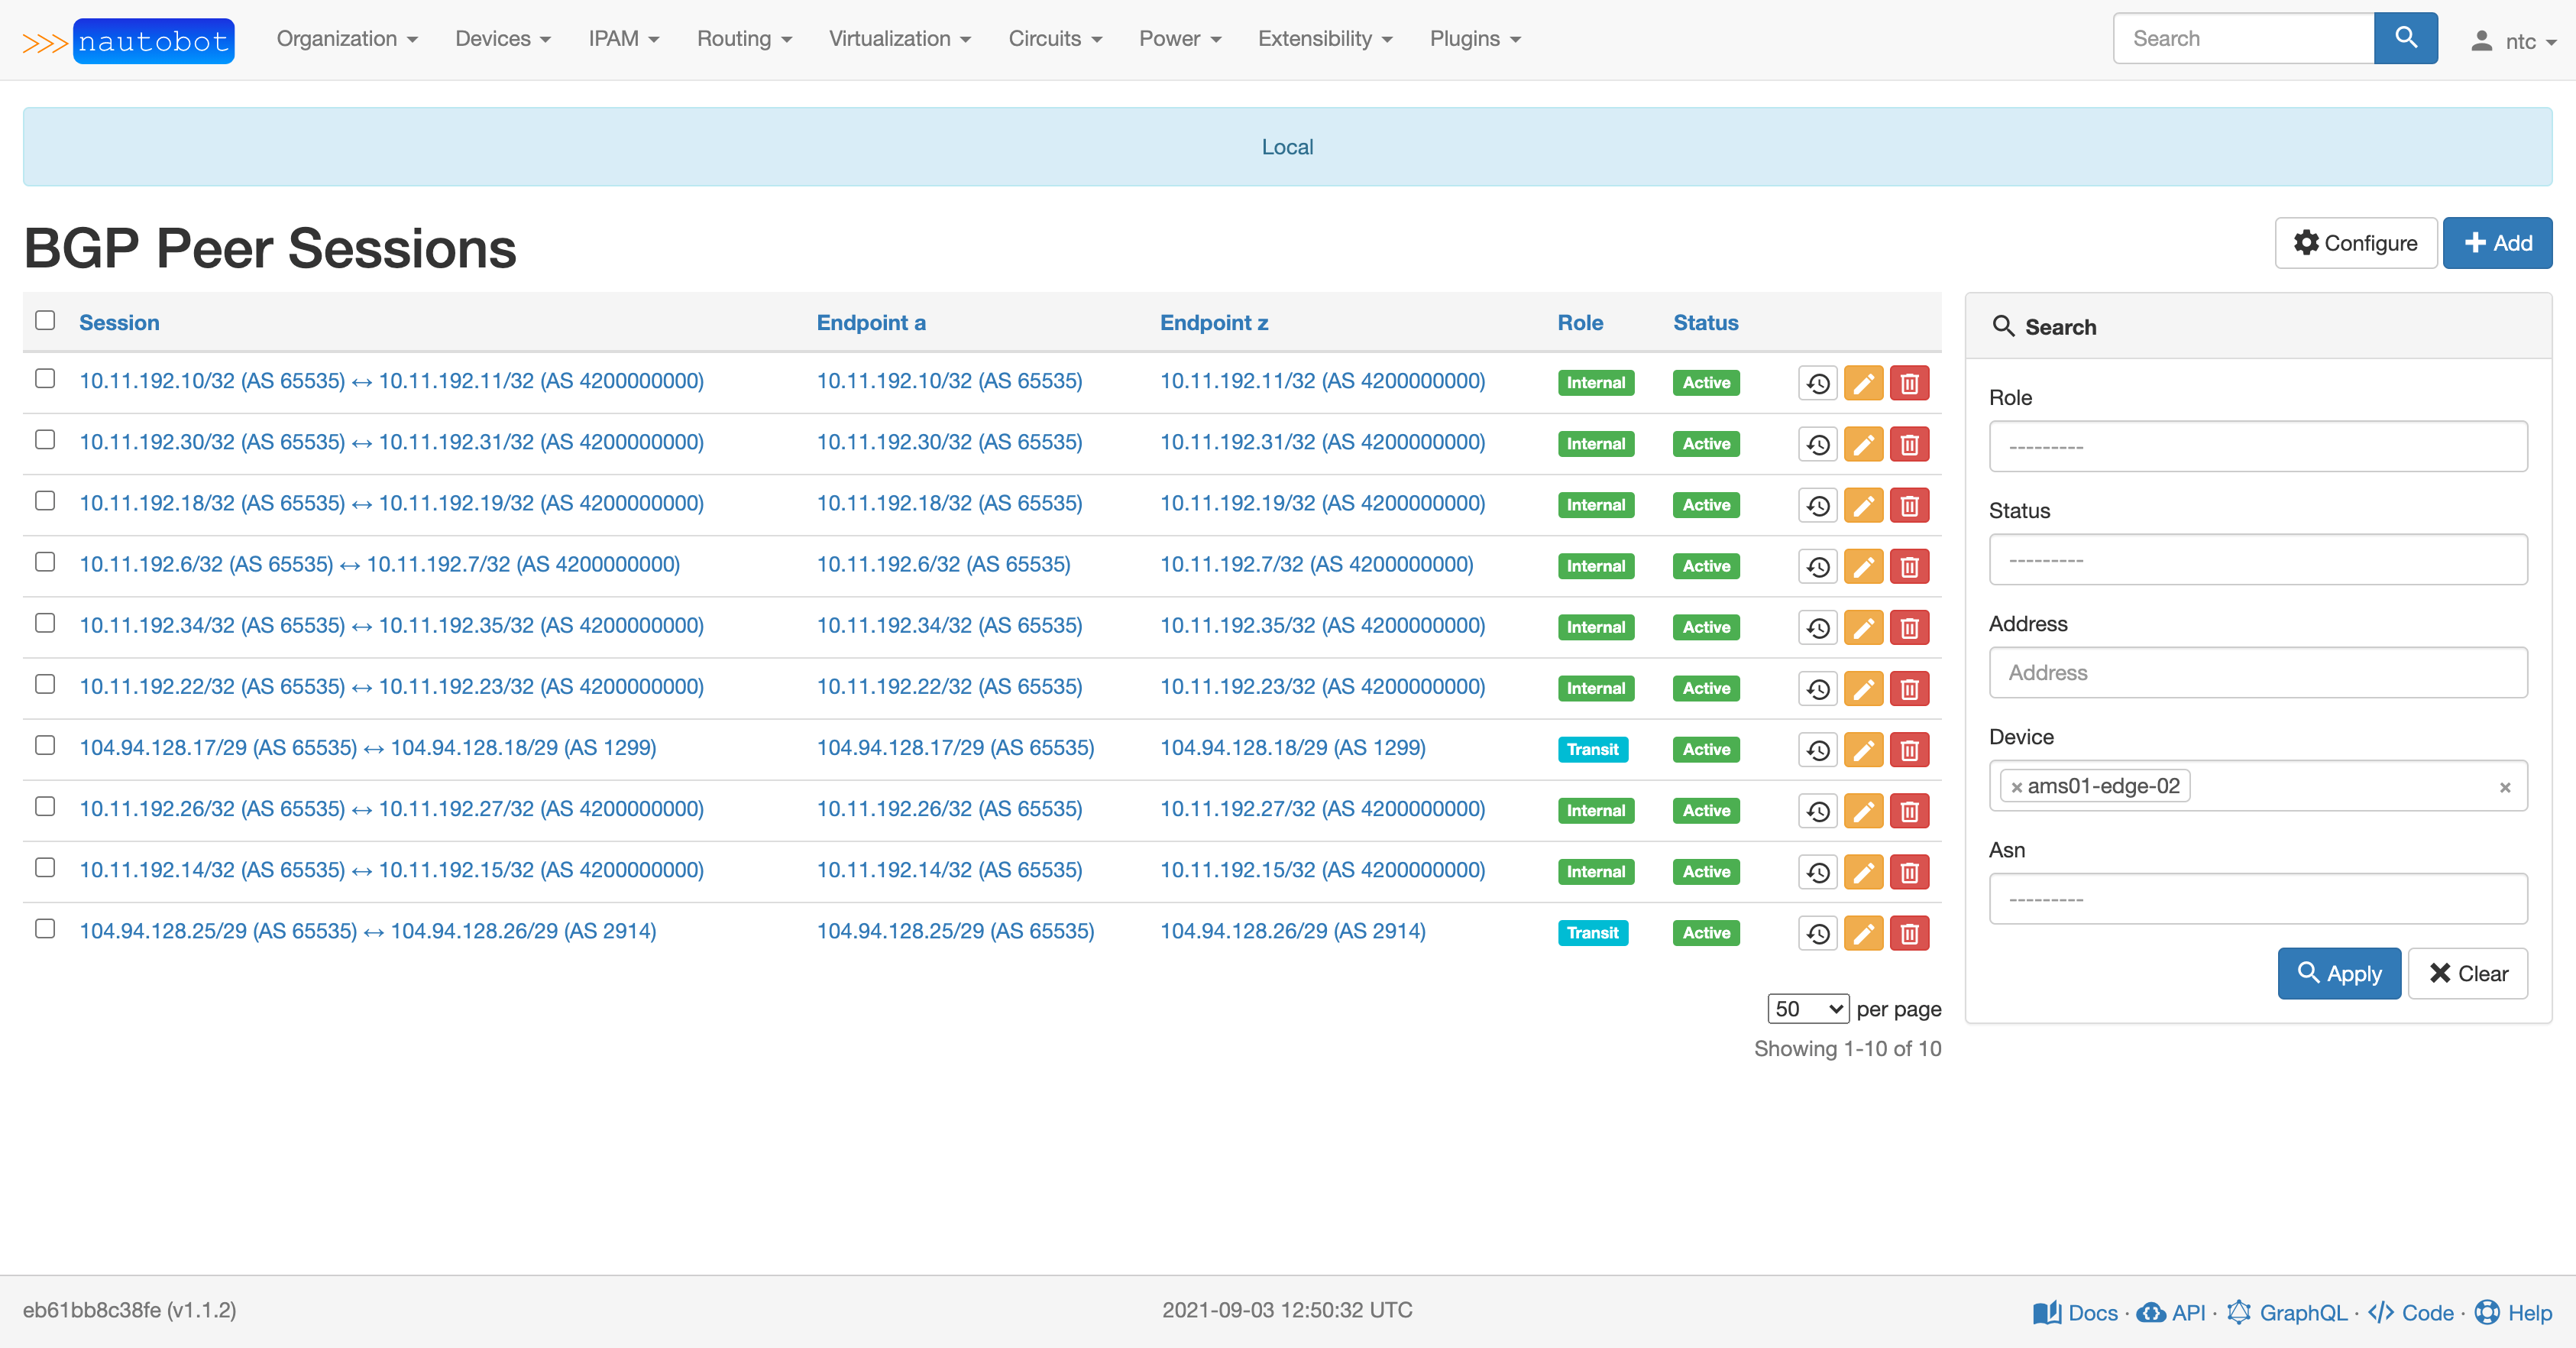 >>> nautobot Organization Devices IPAM Routing Virtualization Circuits Power Extensibility Plugins Search ntc
Local
BGP Peer Sessions
Configure Add
Session Endpoint a Endpoint z Role Status
10.11.192.10/32 (AS 65535) ↔ 10.11.192.11/32 (AS 4200000000) 10.11.192.10/32 (AS 65535) 10.11.192.11/32 (AS 4200000000) Internal Active
10.11.192.30/32 (AS 65535) ↔ 10.11.192.31/32 (AS 4200000000) 10.11.192.30/32 (AS 65535) 10.11.192.31/32 (AS 4200000000) Internal Active
10.11.192.18/32 (AS 65535) ↔ 10.11.192.19/32 (AS 4200000000) 10.11.192.18/32 (AS 65535) 10.11.192.19/32 (AS 4200000000) Internal Active
10.11.192.6/32 (AS 65535) ↔ 10.11.192.7/32 (AS 4200000000) 10.11.192.6/32 (AS 65535) 10.11.192.7/32 (AS 4200000000) Internal Active
10.11.192.34/32 (AS 65535) ↔ 10.11.192.35/32 (AS 4200000000) 10.11.192.34/32 (AS 65535) 10.11.192.35/32 (AS 4200000000) Internal Active
10.11.192.22/32 (AS 65535) ↔ 10.11.192.23/32 (AS 4200000000) 10.11.192.22/32 (AS 65535) 10.11.192.23/32 (AS 4200000000) Internal Active
104.94.128.17/29 (AS 65535) ↔ 104.94.128.18/29 (AS 1299) 104.94.128.17/29 (AS 65535) 104.94.128.18/29 (AS 1299) Transit Active
10.11.192.26/32 (AS 65535) ↔ 10.11.192.27/32 (AS 4200000000) 10.11.192.26/32 (AS 65535) 10.11.192.27/32 (AS 4200000000) Internal Active
10.11.192.14/32 (AS 65535) ↔ 10.11.192.15/32 (AS 4200000000) 10.11.192.14/32 (AS 65535) 10.11.192.15/32 (AS 4200000000) Internal Active
104.94.128.25/29 (AS 65535) ↔ 104.94.128.26/29 (AS 2914) 104.94.128.25/29 (AS 65535) 104.94.128.26/29 (AS 2914) Transit Active
50 per page
Showing 1-10 of 10
Search
Role
---------
Status
---------
Address
Address
Device
× ams01-edge-02 ×
Asn
---------
Apply Clear
eb61bb8c38fe (v1.1.2) 2021-09-03 12:50:32 UTC Docs · API · GraphQL · </> Code · Help